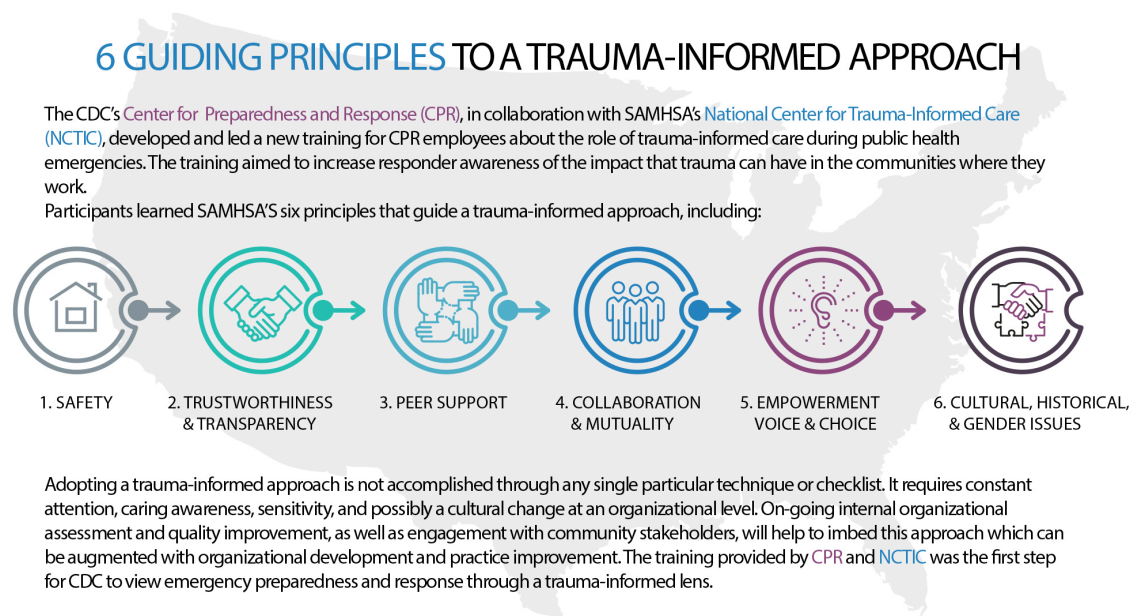 6 GUIDING PRINCIPLES TO A TRAUMA-INFORMED APPROACH
The CDC's Center for Preparedness and Response (CPR), in collaboration with SAMHSA's National Center for Trauma-Informed Care
(NCTIC), developed and led a new training for CPR employees about the role of trauma-informed care during public health
emergencies. The training aimed to increase responder awareness of the impact that trauma can have in the communities where they
work.
Participants learned SAMHSA'S six principles that guide a trauma-informed approach, including:
1. SAFETY
2. TRUSTWORTHINESS
& TRANSPARENCY
3. PEER SUPPORT
4. COLLABORATION
& MUTUALITY
5. EMPOWERMENT
VOICE & CHOICE
6. CULTURAL, HISTORICAL,
& GENDER ISSUES
Adopting a trauma-informed approach is not accomplished through any single particular technique or checklist. It requires constant
attention, caring awareness, sensitivity, and possibly a cultural change at an organizational level. On-going internal organizational
assessment and quality improvement, as well as engagement with community stakeholders, will help to imbed this approach which can
be augmented with organizational development and practice improvement. The training provided by CPR and NCTIC was the first step
for CDC to view emergency preparedness and response through a trauma-informed lens.